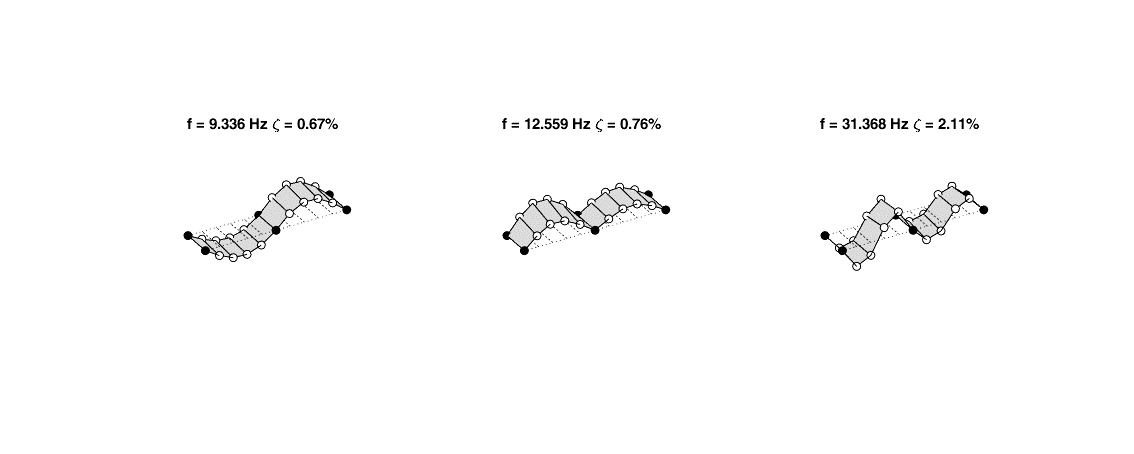 f = 9.336 Hz ζ = 0.67%
f = 12.559 Hz ζ = 0.76%
f = 31.368 Hz ζ = 2.11%